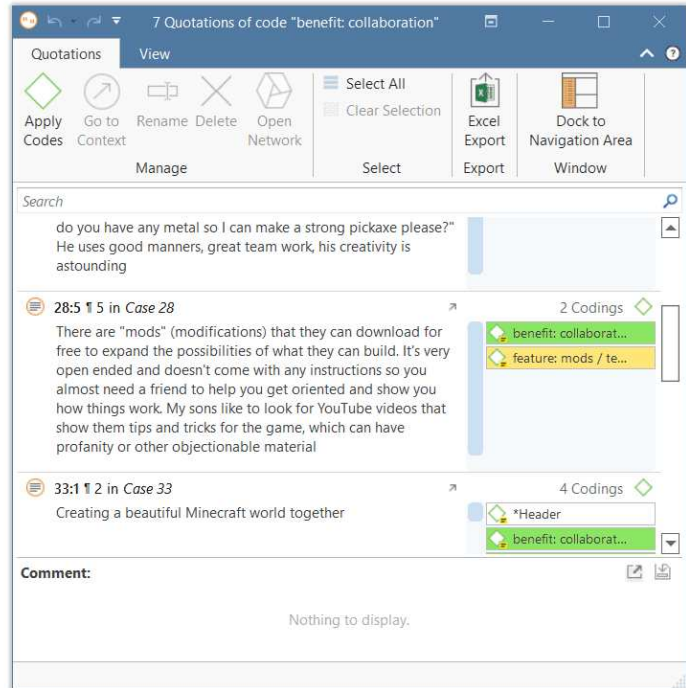 7 Quotations of code "benefit: collaboration"
Quotations View
Apply Codes
Go to Context
Rename Delete
Open Network
Select All
Clear Selection
Excel Export
Dock to Navigation Area
Manage Select Export Window
Search
do you have any metal so I can make a strong pickaxe please?"
He uses good manners, great team work, his creativity is
astounding
28:5 ¶ 5 in Case 28
2 Codings
There are "mods" (modifications) that they can download for
free to expand the possibilities of what they can build. It's very
open ended and doesn't come with any instructions so you
almost need a friend to help you get oriented and show you
how things work. My sons like to look for YouTube videos that
show them tips and tricks for the game, which can have
profanity or other objectionable material
benefit: collaborat...
feature: mods / te...
33:1 ¶ 2 in Case 33
4 Codings
Creating a beautiful Minecraft world together
*Header
benefit: collaborat...
Comment:
Nothing to display.